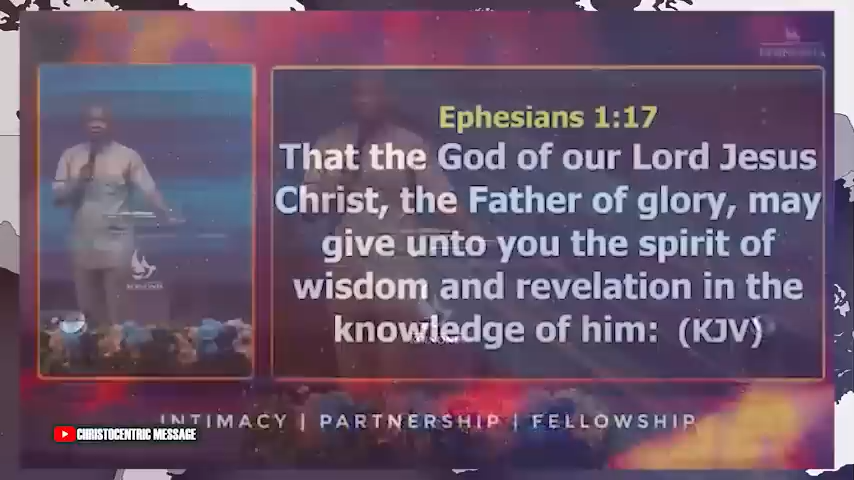 Ephesians 1:17
That the God of our Lord Jesus
Christ, the Father of glory, may
give unto you the spirit of
wisdom and revelation in the
knowledge of him: (KJV)
INTIMACY | PARTNERSHIP | FELLOWSHIP
CHRISTOCENTRIC MESSAGE